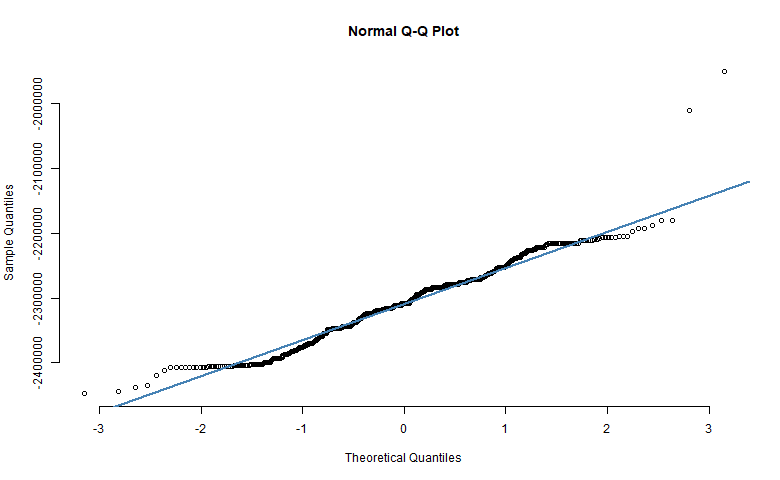 Normal Q-Q Plot
Sample Quantiles
-2000000
-2100000
-2200000
-2300000
-2400000
-3 -2 -1 0 1 2 3
Theoretical Quantiles